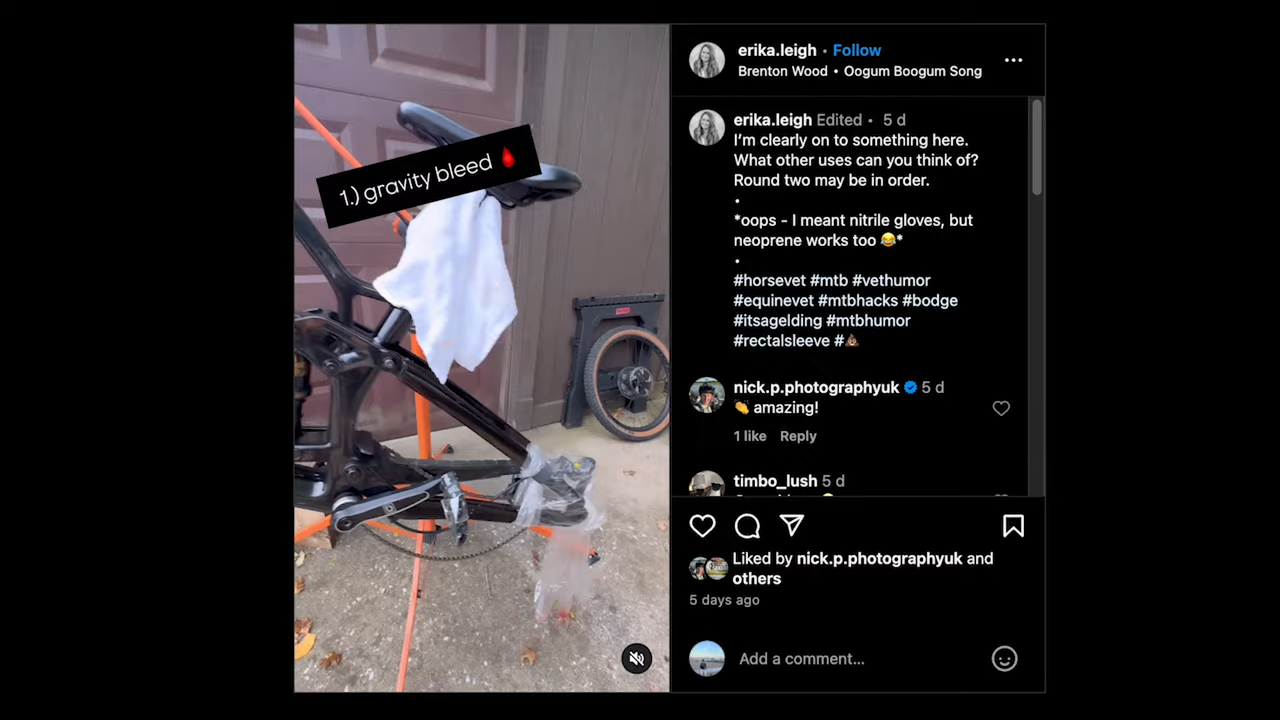 1.) gravity bleed 🩸
erika.leigh • Follow
Brenton Wood • Oogum Boogum Song
erika.leigh Edited • 5 d
I'm clearly on to something here.
What other uses can you think of?
Round two may be in order.
•
*oops - I meant nitrile gloves, but
neoprene works too 😂*
•
#horsevet #mtb #vethumor
#equinevet #mtbhacks #bodge
#itsagelding #mtbhumor
#rectalsleeve #💩
nick.p.photographyuk 5 d
👏 amazing!
1 like Reply
timbo_lush 5 d
Liked by nick.p.photographyuk and
others
5 days ago
Add a comment...